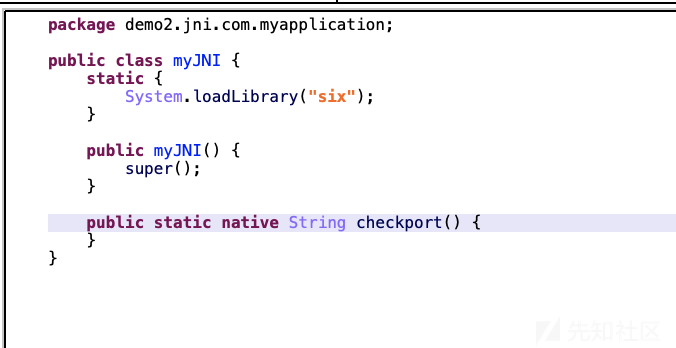 package demo2.jni.com.myapplication;
public class myJNI {
static {
System.loadLibrary("six");
}
public myJNI() {
super();
}
public static native String checkport() {
}
}
先知社区